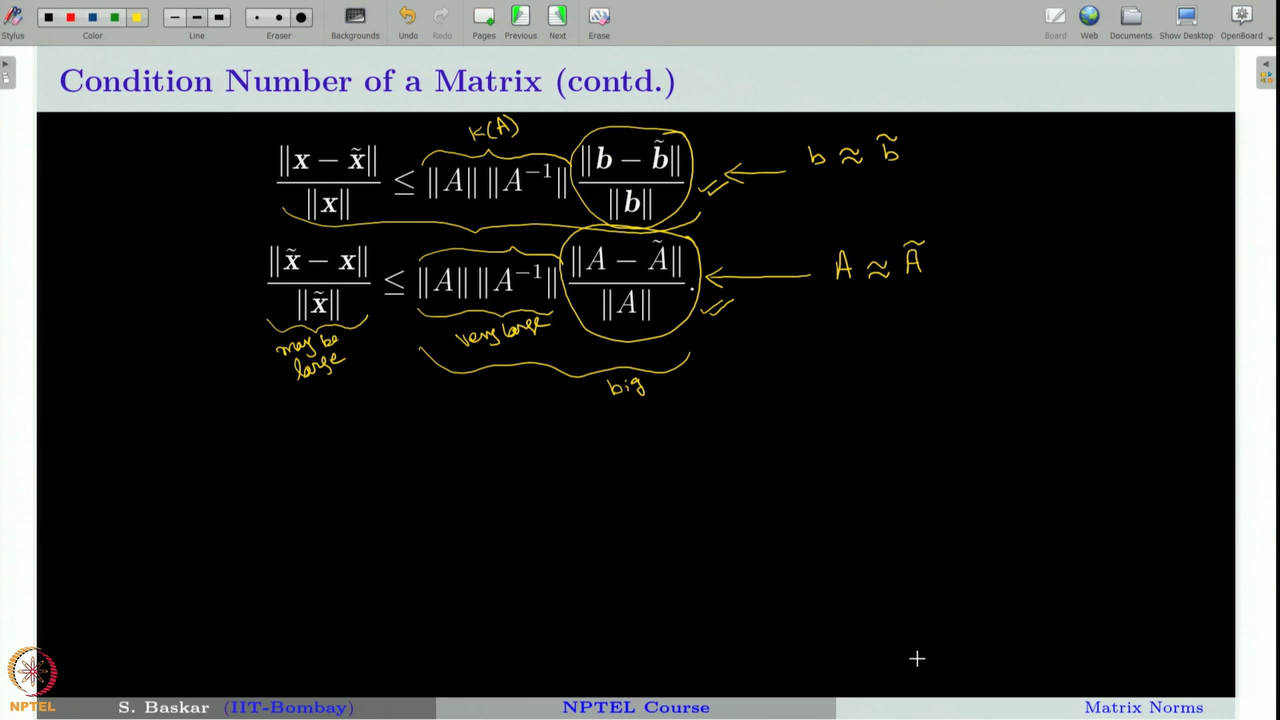 Stylus Color Line Eraser Backgrounds Undo Redo Pages Previous Next Erase Board Web Documents Show Desktop OpenBoard
Condition Number of a Matrix (contd.)
κ(A)
‖x − x̃‖ / ‖x‖ ≤ ‖A‖ ‖A⁻¹‖ ‖b − b̃‖ / ‖b‖ ← b ≈ b̃
‖x̃ − x‖ / ‖x̃‖ ≤ ‖A‖ ‖A⁻¹‖ ‖A − Ã‖ / ‖A‖. ← A ≈ Ã
may be large
very large
big
NPTEL
S. Baskar (IIT-Bombay) NPTEL Course Matrix Norms